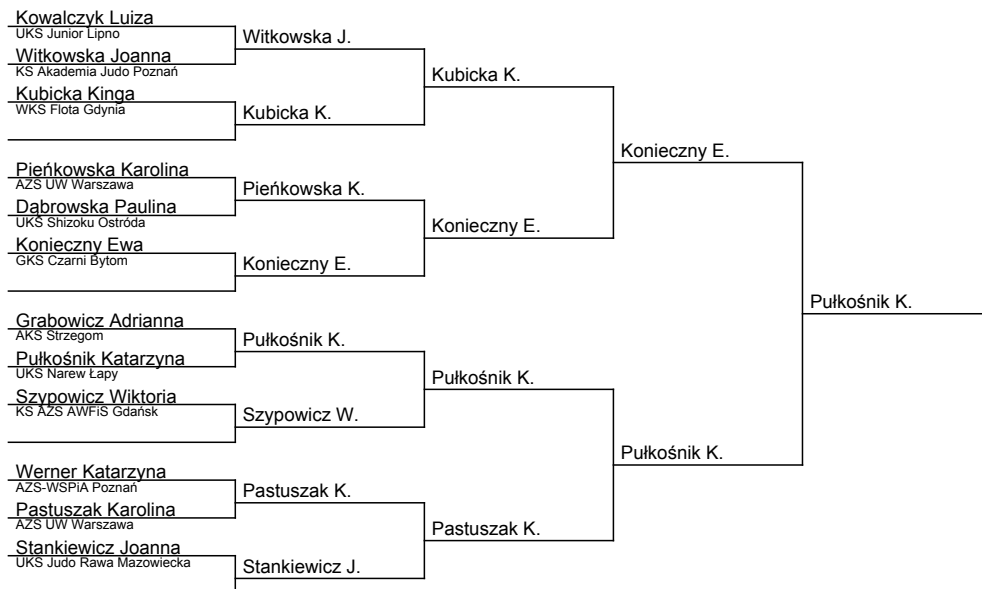 Kowalczyk Luiza
UKS Junior Lipno
Witkowska J.
Witkowska Joanna
KS Akademia Judo Poznań
Kubicka K.
Kubicka Kinga
WKS Flota Gdynia
Kubicka K.
Konieczny E.
Pieńkowska Karolina
AZS UW Warszawa
Pieńkowska K.
Dąbrowska Paulina
UKS Shizoku Ostróda
Konieczny E.
Konieczny Ewa
GKS Czarni Bytom
Konieczny E.
Pułkośnik K.
Grabowicz Adrianna
AKS Strzegom
Pułkośnik K.
Pułkośnik Katarzyna
UKS Narew Łapy
Pułkośnik K.
Szypowicz Wiktoria
KS AZS AWFiS Gdańsk
Szypowicz W.
Pułkośnik K.
Werner Katarzyna
AZS-WSPiA Poznań
Pastuszak K.
Pastuszak Karolina
AZS UW Warszawa
Pastuszak K.
Stankiewicz Joanna
UKS Judo Rawa Mazowiecka
Stankiewicz J.